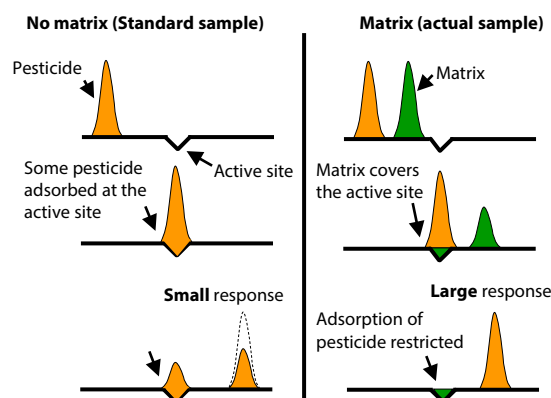 No matrix (Standard sample)
Pesticide
Active site
Some pesticide
adsorbed at the
active site
Small response
Matrix (actual sample)
Matrix
Matrix covers
the active site
Large response
Adsorption of
pesticide restricted